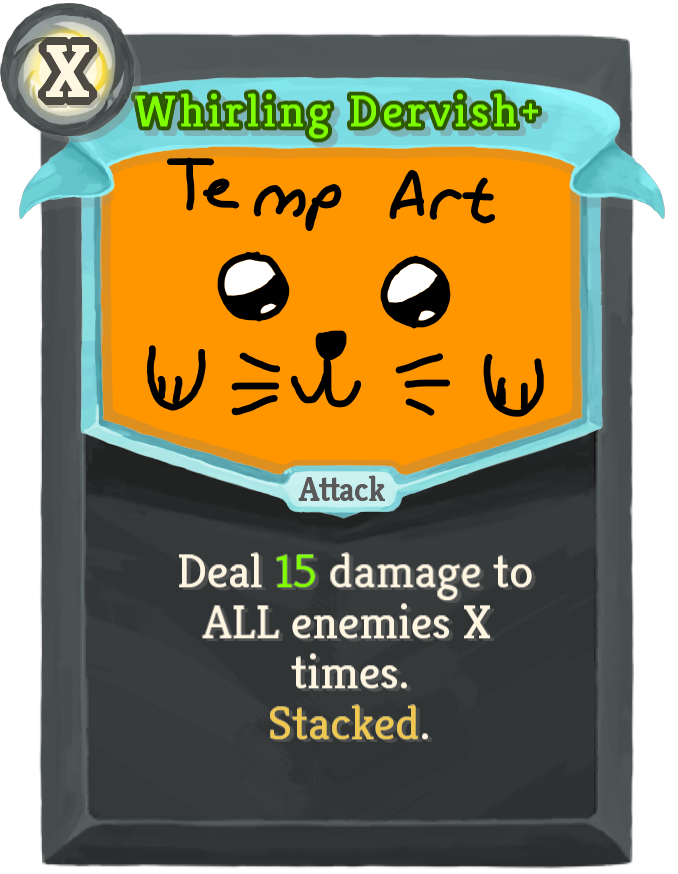 X
Whirling Dervish+
Temp Art
Attack
Deal 15 damage to
ALL enemies X
times.
Stacked.